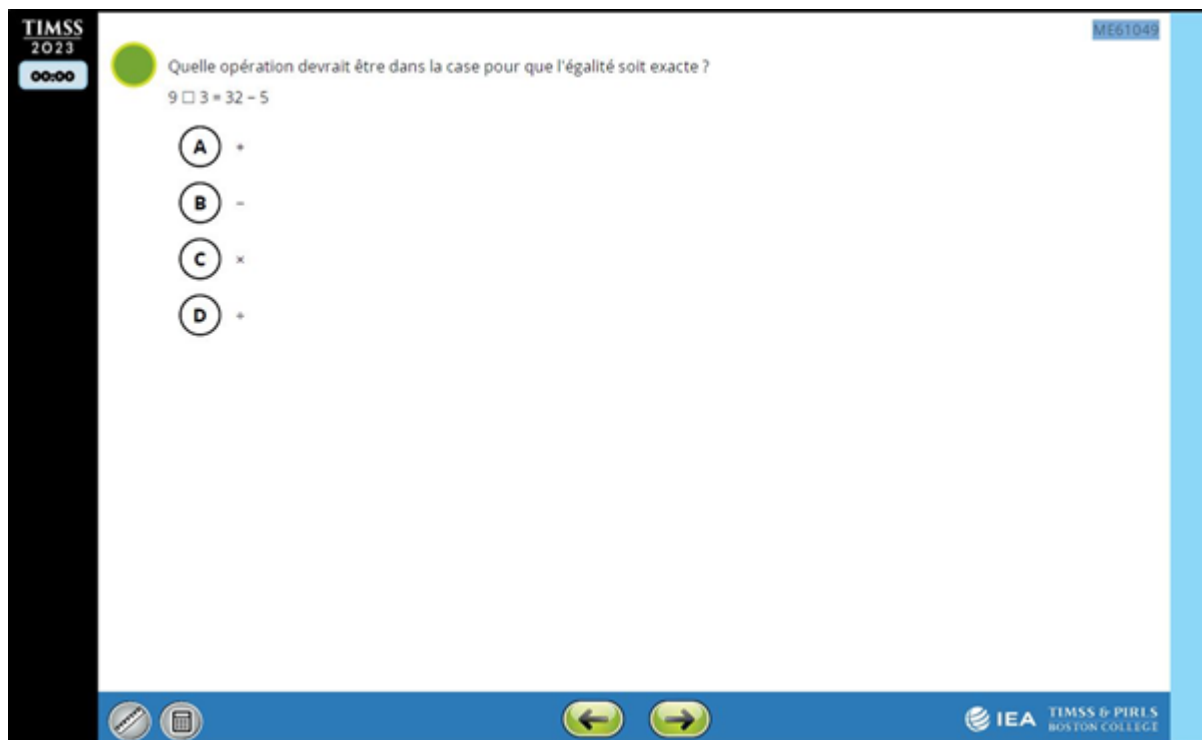 TIMSS
2023
00:00
ME61049
Quelle opération devrait être dans la case pour que l'égalité soit exacte ?
9 □ 3 = 32 – 5
A +
B –
C ×
D ÷
IEA TIMSS & PIRLS
BOSTON COLLEGE